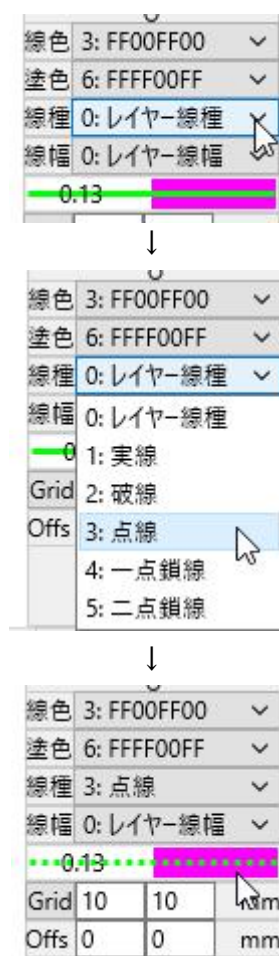 線色 3: FF00FF00
塗色 6: FFFF00FF
線種 0: レイヤー線種
線幅 0: レイヤー線幅
0.13
↓
線色 3: FF00FF00
塗色 6: FFFF00FF
線種 0: レイヤー線種
線幅 0: レイヤー線種
0 1: 実線
Grid 2: 破線
Offs 3: 点線
4: 一点鎖線
5: 二点鎖線
↓
線色 3: FF00FF00
塗色 6: FFFF00FF
線種 3: 点線
線幅 0: レイヤー線幅
0.13
Grid 10 10 mm
Offs 0 0 mm